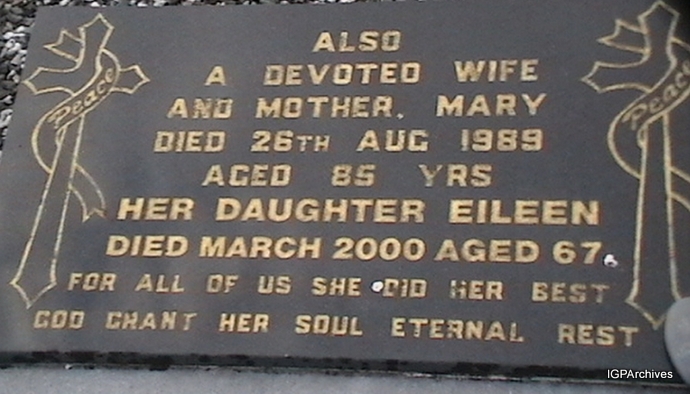 ALSO
A DEVOTED WIFE
AND MOTHER, MARY
DIED 26TH AUG 1989
AGED 85 YRS
HER DAUGHTER EILEEN
DIED MARCH 2000 AGED 67.
FOR ALL OF US SHE DID HER BEST
GOD GRANT HER SOUL ETERNAL REST
Peace
Peace
IGPArchives